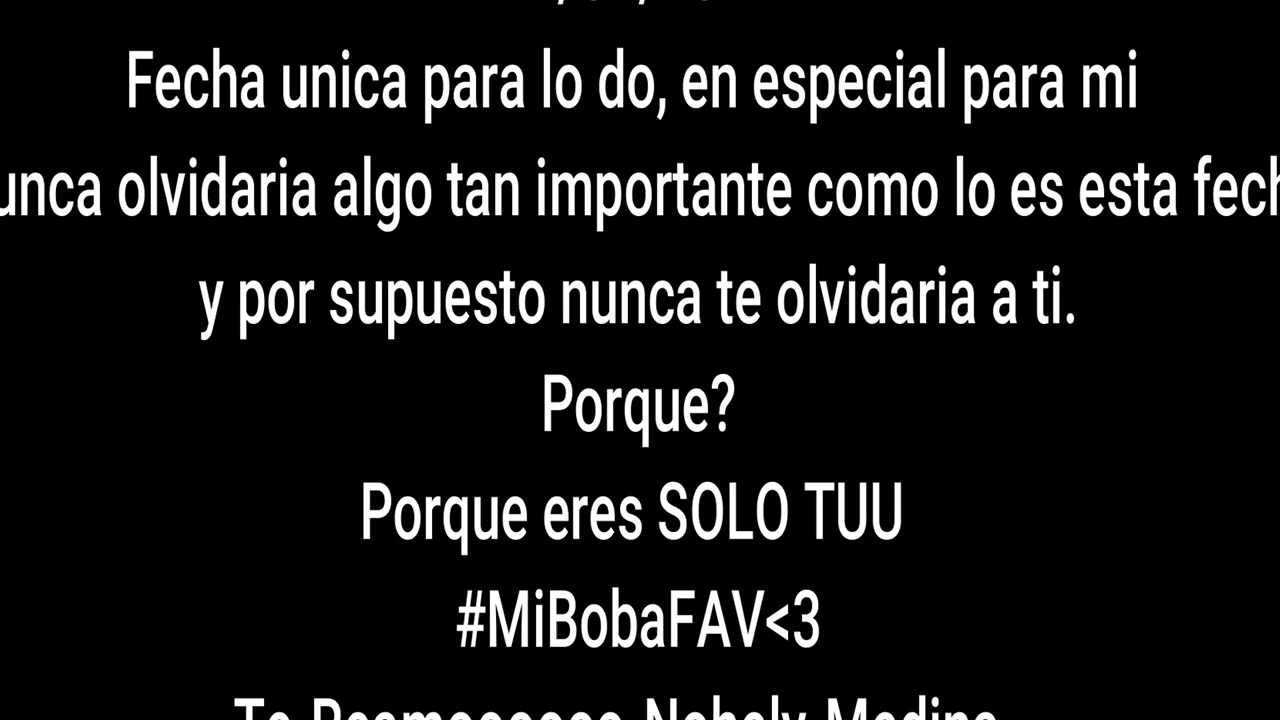 Fecha unica para lo do, en especial para mi
unca olvidaria algo tan importante como lo es esta fech
y por supuesto nunca te olvidaria a ti.
Porque?
Porque eres SOLO TUU
#MiBobaFAV<3